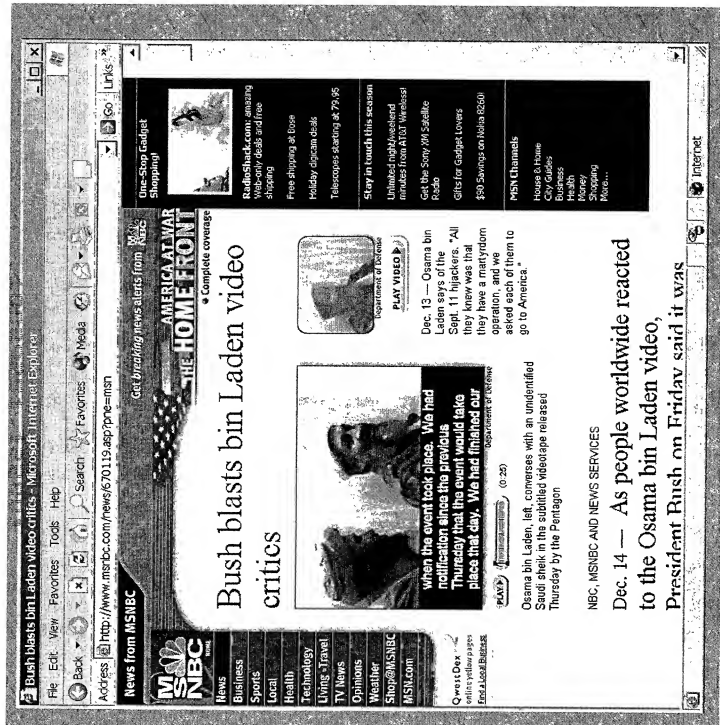 Bush blasts bin Laden video critics - Microsoft Internet Explorer
File Edit View Favorites Tools Help
Back Search Favorites Media
Address http://www.msnbc.com/news/670119.asp?pne=msn Go Links »
News from MSNBC
Get breaking news alerts from MSNBC
MSNBC
HOME
News
Business
Sports
Local
Health
Technology
Living+Travel
TV News
Opinions
Weather
Shop@MSNBC
MSN.com
QwestDex
online yellow pages
Find a Local Business
AMERICA AT WAR
THE HOME FRONT
Complete coverage
Bush blasts bin Laden video
critics
when the event took place. We had
notification since the previous
Thursday that the event would take
place that day. We had finished our
Department of Defense
PLAY (0:25)
Osama bin Laden, left, converses with an unidentified
Saudi sheik in the subtitled videotape released
Thursday by the Pentagon
Department of Defense
PLAY VIDEO
Dec. 13 — Osama bin
Laden says of the
Sept. 11 hijackers. "All
they knew was that
they have a martyrdom
operation, and we
asked each of them to
go to America."
NBC, MSNBC AND NEWS SERVICES
Dec. 14 — As people worldwide reacted
to the Osama bin Laden video,
President Bush on Friday said it was
One-Stop Gadget
Shopping!
RadioShack.com: amazing
Web-only deals and free
shipping
Free shipping at Bose
Holiday digicam deals
Telescopes starting at 79.95
Stay in touch this season
Unlimited night/weekend
minutes from AT&T Wireless!
Get the Sony XM Satellite
Radio
Gifts for Gadget Lovers
$90 Savings on Nokia 8260!
MSN Channels
House & Home
City Guides
Business
Health
Money
Shopping
More...
Internet